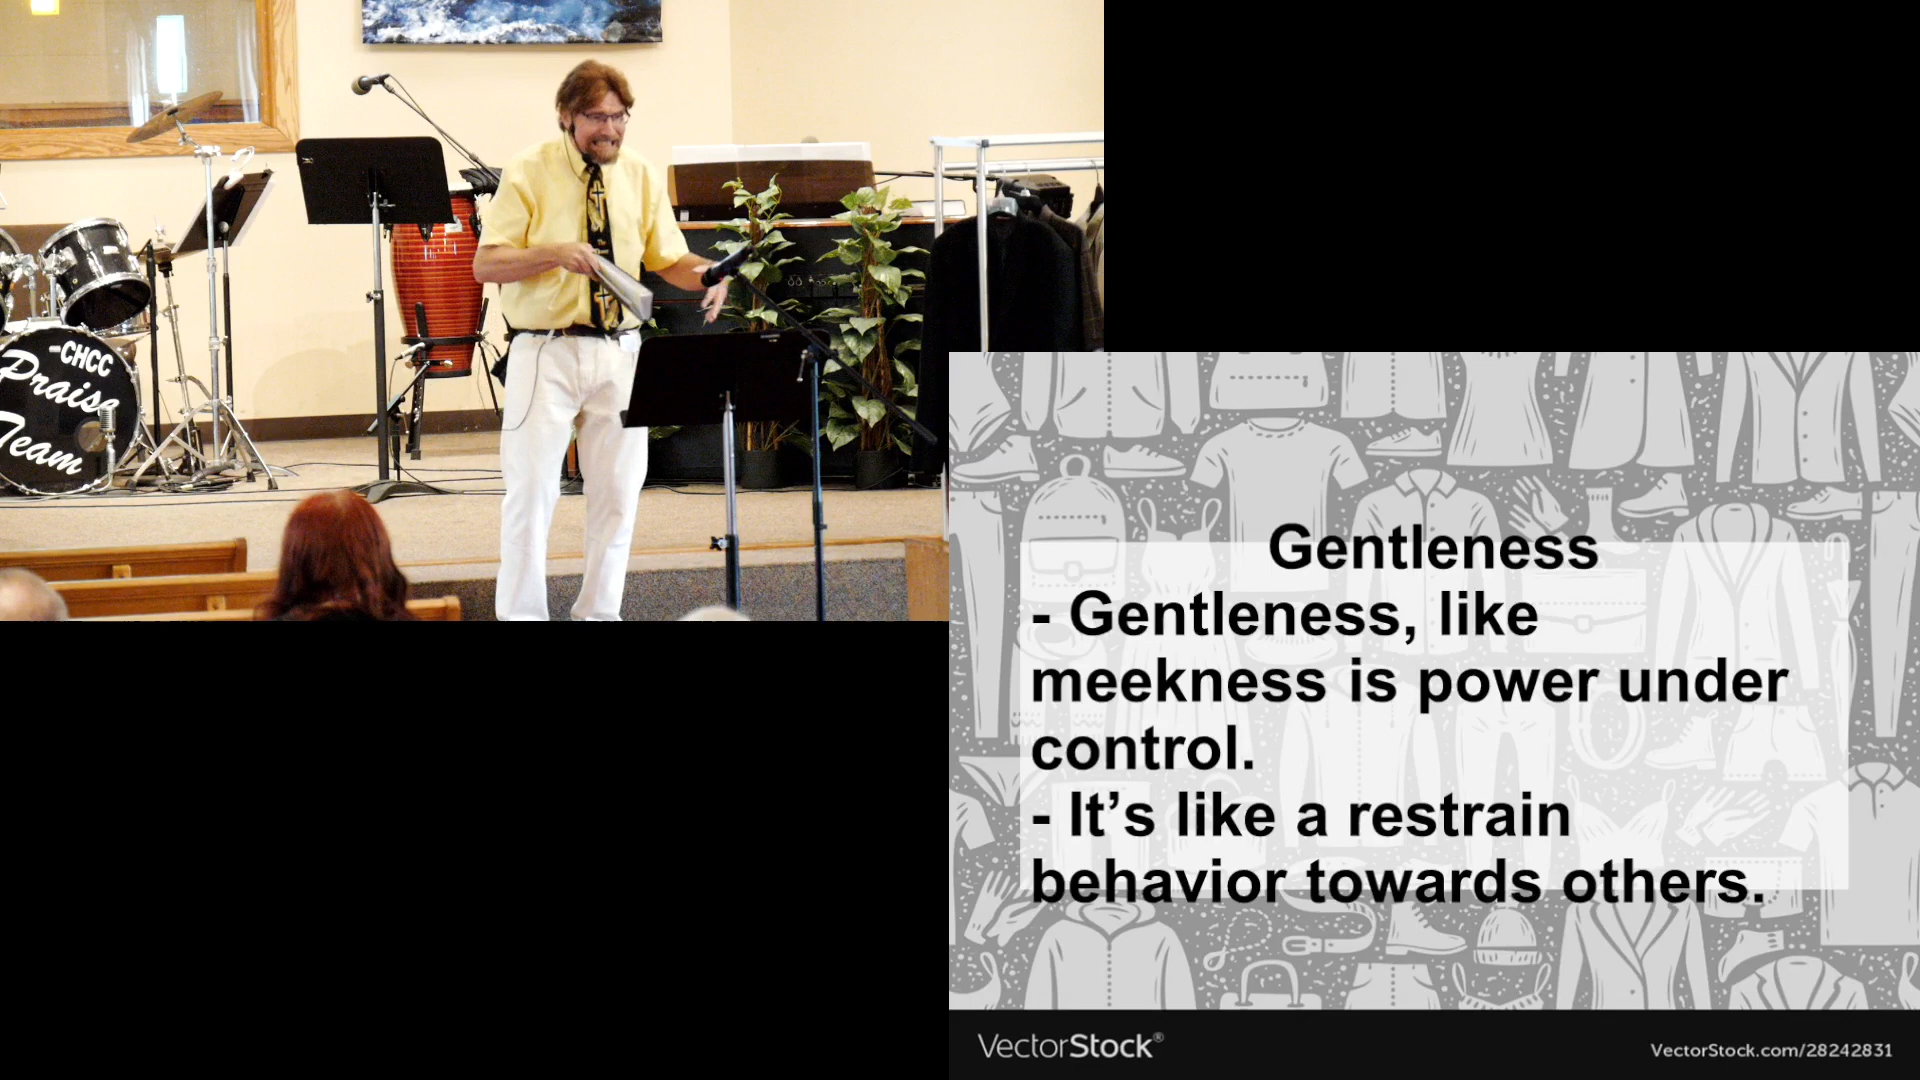 CHCC
Praise
Team
Gentleness
- Gentleness, like
meekness is power under
control.
- It’s like a restrain
behavior towards others.
VectorStock®
VectorStock.com/28242831